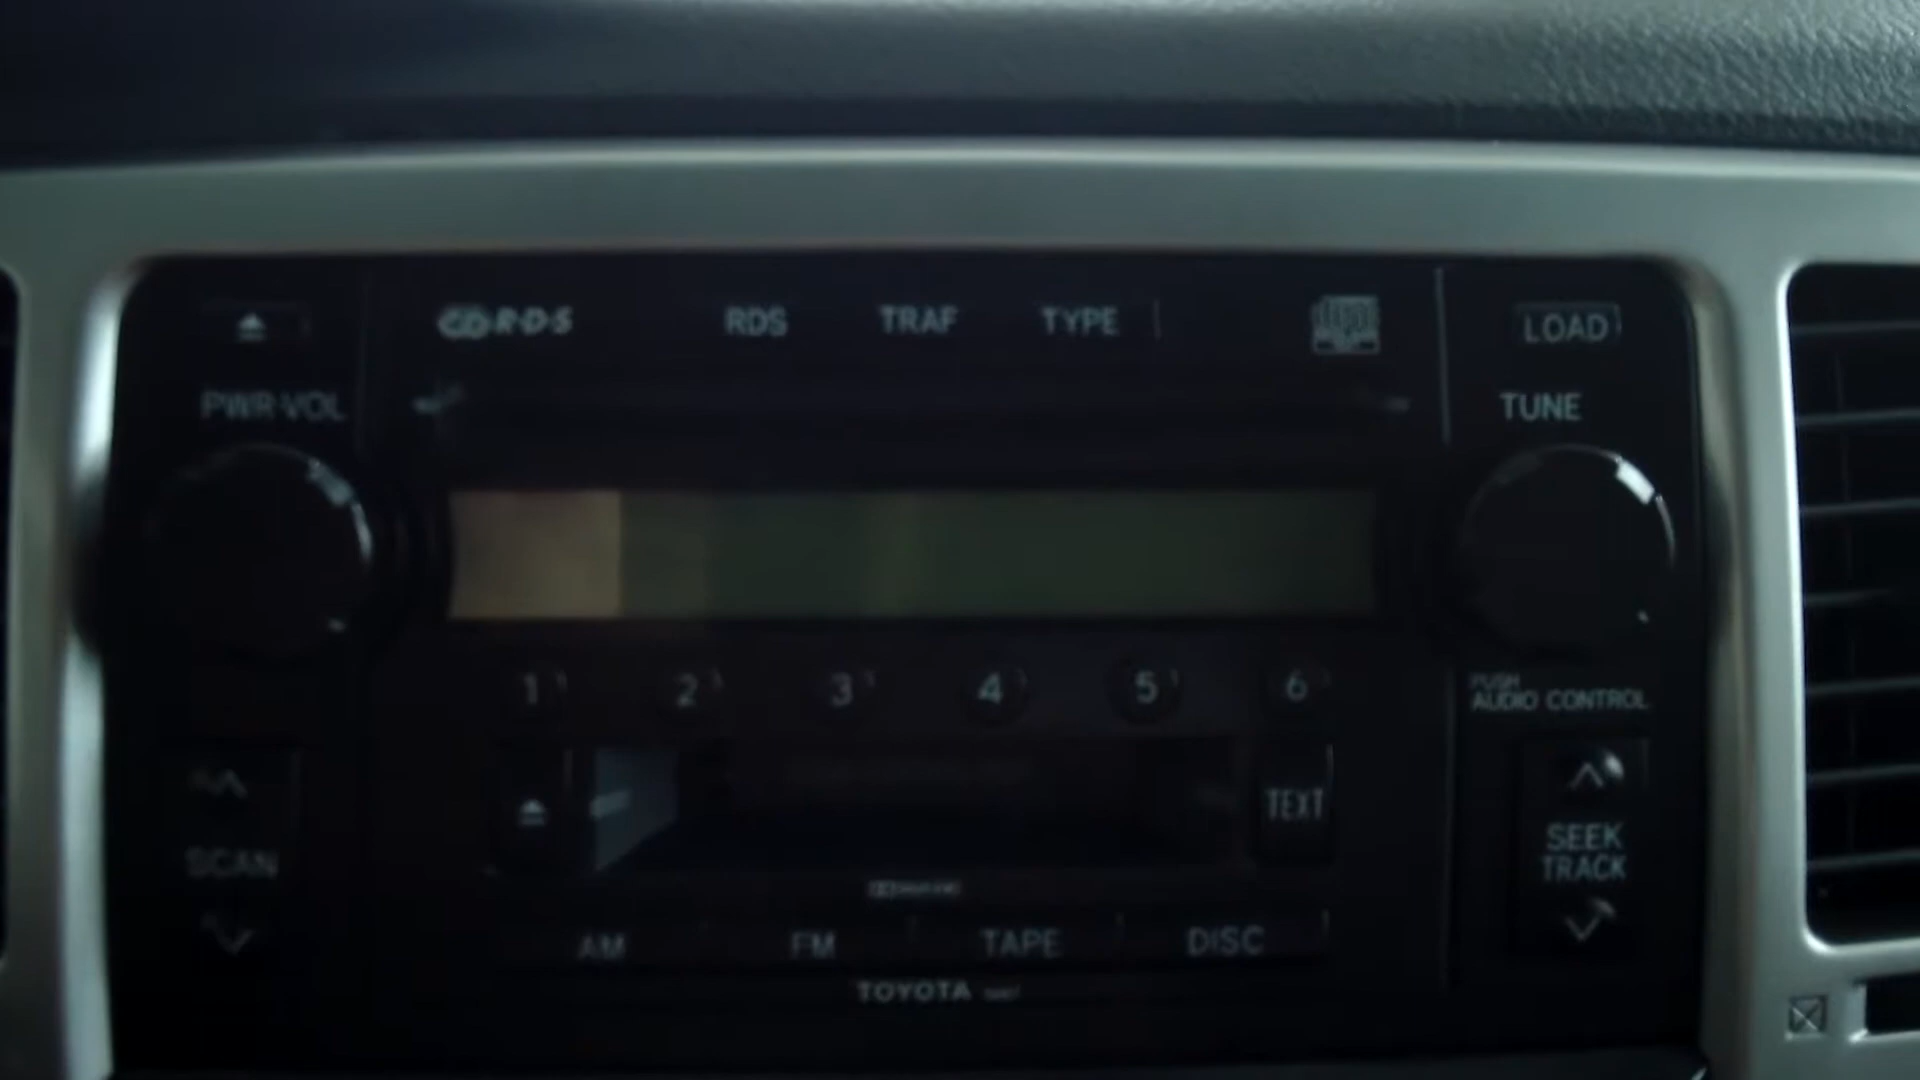 RDS RDS TRAF TYPE LOAD
PWR·VOL TUNE
1 2 3 4 5 6
PUSH
AUDIO CONTROL
TEXT
SCAN
SEEK
TRACK
AM FM TAPE DISC
TOYOTA